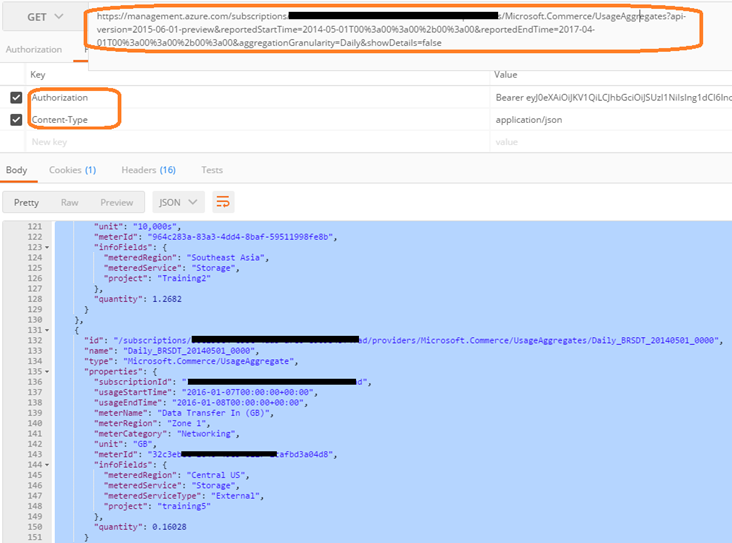 GET
https://management.azure.com/subscriptions/ s/Microsoft.Commerce/UsageAggregates?api-
version=2015-06-01-preview&reportedStartTime=2014-05-01T00%3a00%3a00%2b00%3a00&reportedEndTime=2017-04-
01T00%3a00%3a00%2b00%3a00&aggregationGranularity=Daily&showDetails=false
Authorization
Key Value
Authorization Bearer eyJ0eXAiOiJKV1QiLCJhbGciOiJSUzI1NiIsIng1dCI6Inc
Content-Type application/json
New key value
Body Cookies (1) Headers (16) Tests
Pretty Raw Preview JSON
121 "unit": "10,000s",
122 "meterId": "964c283a-83a3-4dd4-8baf-59511998fe8b",
123 "infoFields": {
124 "meteredRegion": "Southeast Asia",
125 "meteredService": "Storage",
126 "project": "Training2"
127 },
128 "quantity": 1.2682
129 }
130 },
131 {
132 "id": "/subscriptions/ d/providers/Microsoft.Commerce/UsageAggregates/Daily_BRSDT_20140501_0000",
133 "name": "Daily_BRSDT_20140501_0000",
134 "type": "Microsoft.Commerce/UsageAggregate",
135 "properties": {
136 "subscriptionId": " d",
137 "usageStartTime": "2016-01-07T00:00:00+00:00",
138 "usageEndTime": "2016-01-08T00:00:00+00:00",
139 "meterName": "Data Transfer In (GB)",
140 "meterRegion": "Zone 1",
141 "meterCategory": "Networking",
142 "unit": "GB",
143 "meterId": "32c3eb afbd3a04d8",
144 "infoFields": {
145 "meteredRegion": "Central US",
146 "meteredService": "Storage",
147 "meteredServiceType": "External",
148 "project": "training5"
149 },
150 "quantity": 0.16028
151 }